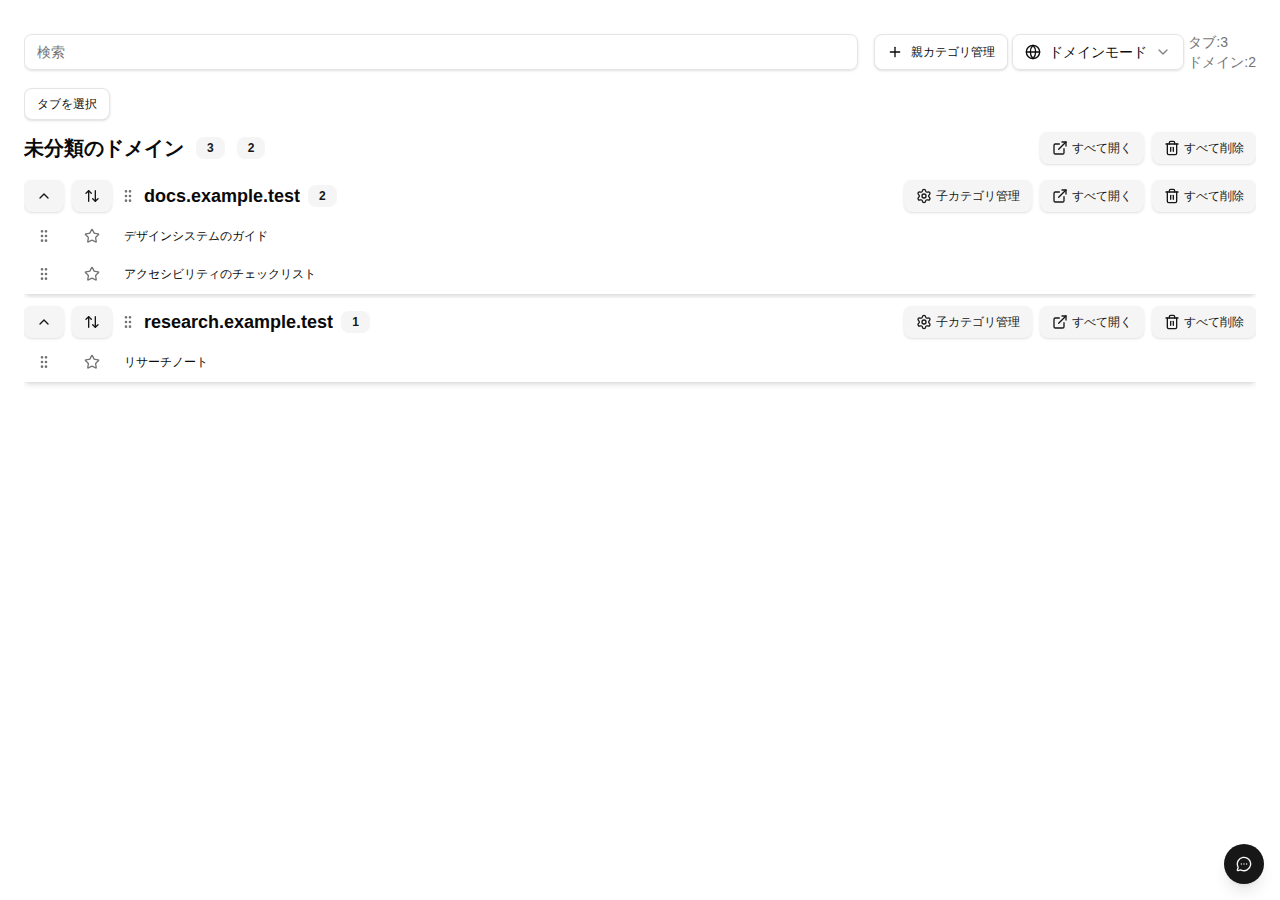 検索
親カテゴリ管理
ドメインモード
タブ:3
ドメイン:2
タブを選択
未分類のドメイン 3 2 すべて開く すべて削除
docs.example.test 2 子カテゴリ管理 すべて開く すべて削除
デザインシステムのガイド
アクセシビリティのチェックリスト
research.example.test 1 子カテゴリ管理 すべて開く すべて削除
リサーチノート